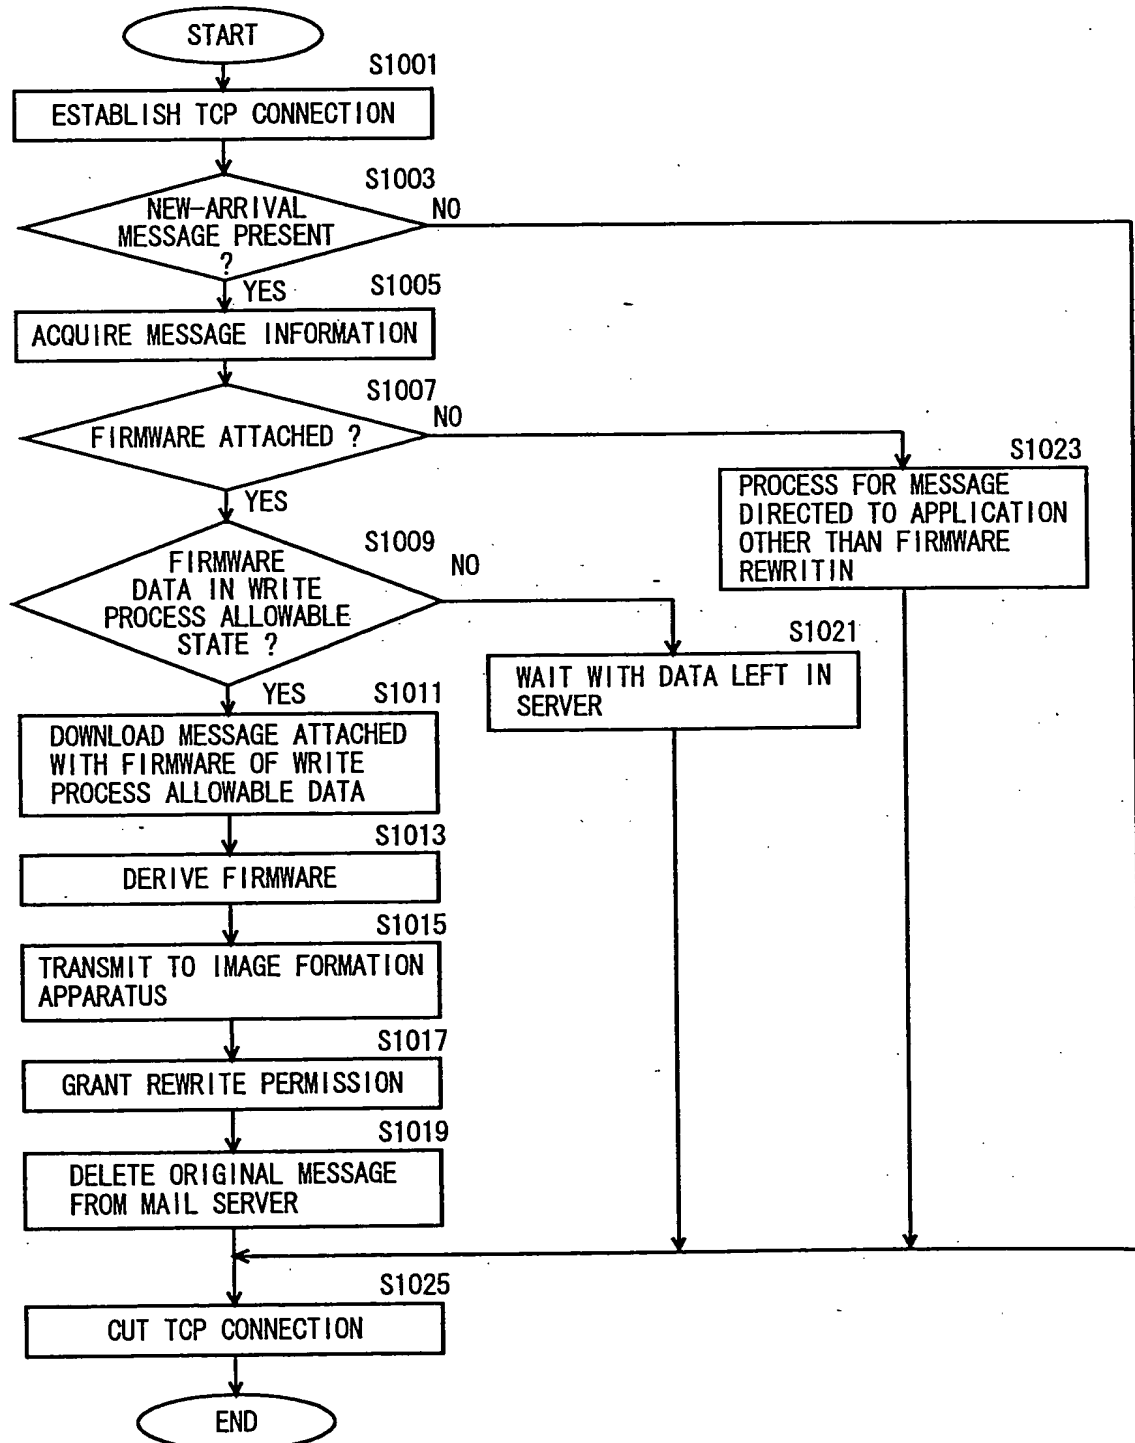 START
S1001
ESTABLISH TCP CONNECTION
S1003
NEW-ARRIVAL
MESSAGE PRESENT
?
NO
YES
S1005
ACQUIRE MESSAGE INFORMATION
S1007
FIRMWARE ATTACHED ?
NO
YES
S1023
PROCESS FOR MESSAGE
DIRECTED TO APPLICATION
OTHER THAN FIRMWARE
REWRITIN
S1009
FIRMWARE
DATA IN WRITE
PROCESS ALLOWABLE
STATE ?
NO
YES
S1021
WAIT WITH DATA LEFT IN
SERVER
S1011
DOWNLOAD MESSAGE ATTACHED
WITH FIRMWARE OF WRITE
PROCESS ALLOWABLE DATA
S1013
DERIVE FIRMWARE
S1015
TRANSMIT TO IMAGE FORMATION
APPARATUS
S1017
GRANT REWRITE PERMISSION
S1019
DELETE ORIGINAL MESSAGE
FROM MAIL SERVER
S1025
CUT TCP CONNECTION
END